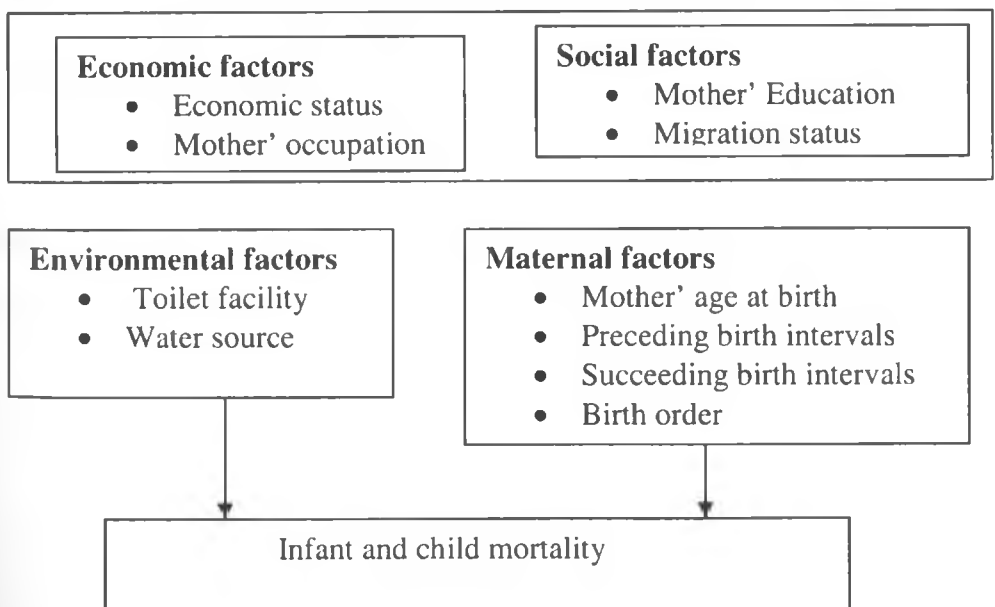 Economic factors
• Economic status
• Mother' occupation
Social factors
• Mother' Education
• Migration status
Environmental factors
• Toilet facility
• Water source
Maternal factors
• Mother' age at birth
• Preceding birth intervals
• Succeeding birth intervals
• Birth order
Infant and child mortality